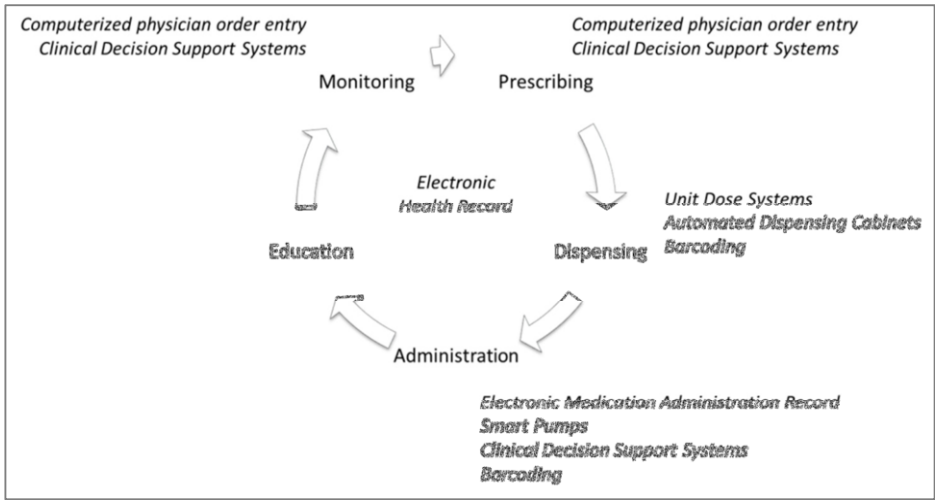 Computerized physician order entry
Clinical Decision Support Systems
Computerized physician order entry
Clinical Decision Support Systems
Monitoring
Prescribing
Electronic
Health Record
Unit Dose Systems
Automated Dispensing Cabinets
Barcoding
Education
Dispensing
Administration
Electronic Medication Administration Record
Smart Pumps
Clinical Decision Support Systems
Barcoding